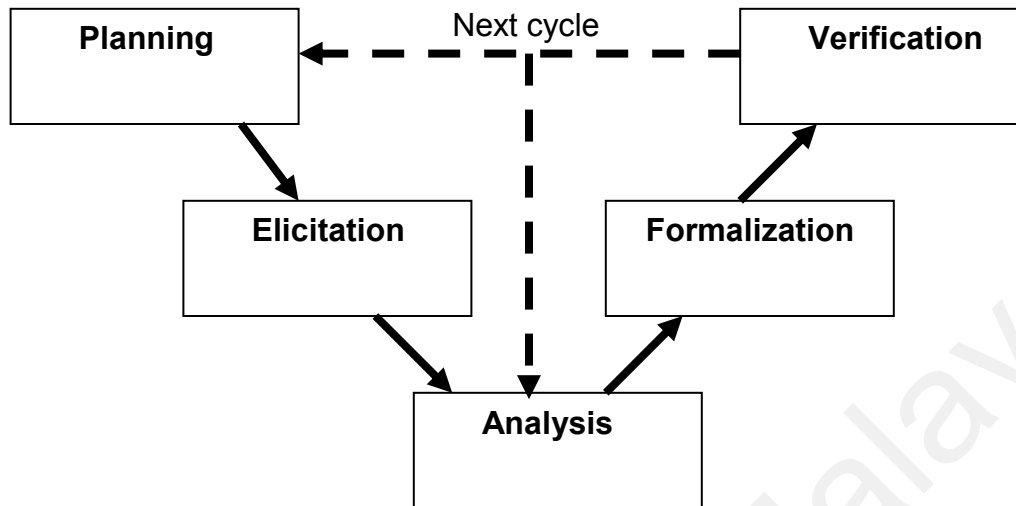 Planning
Next cycle
Verification
Elicitation
Formalization
Analysis